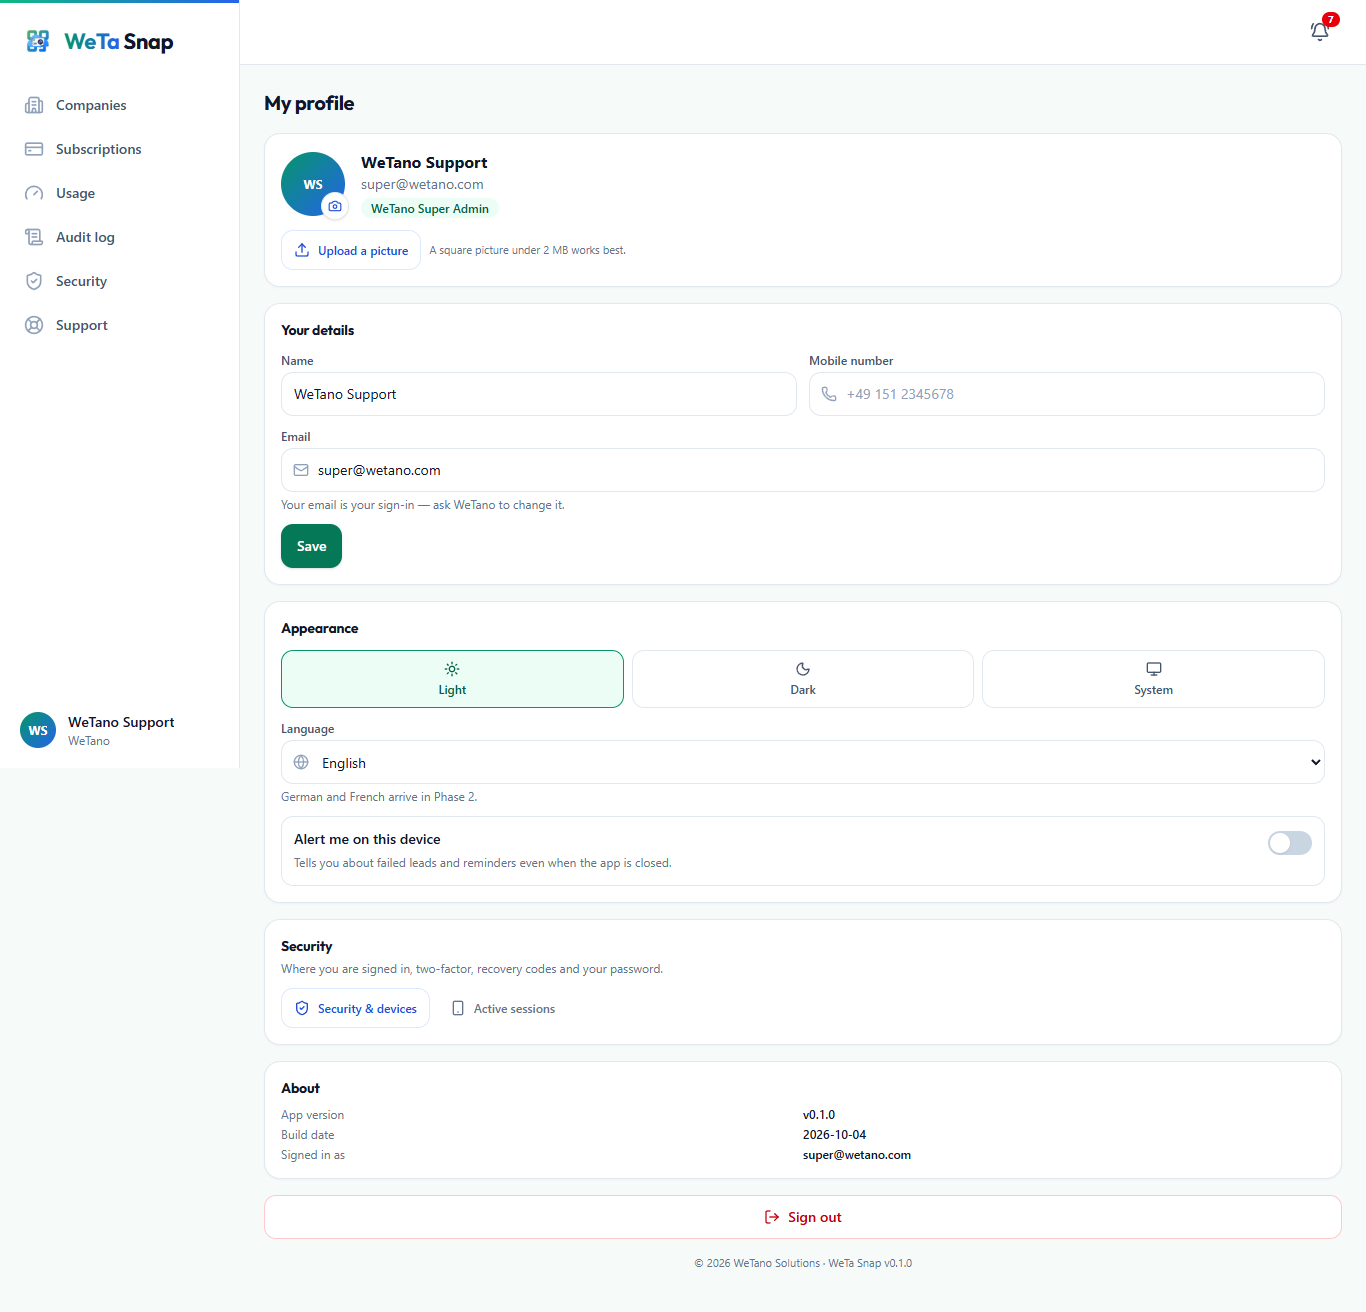 WeTa Snap
7
Companies
Subscriptions
Usage
Audit log
Security
Support
WS
WeTano Support
WeTano
My profile
WS
WeTano Support
super@wetano.com
WeTano Super Admin
Upload a picture
A square picture under 2 MB works best.
Your details
Name
WeTano Support
Mobile number
+49 151 2345678
Email
super@wetano.com
Your email is your sign-in — ask WeTano to change it.
Save
Appearance
Light
Dark
System
Language
English
German and French arrive in Phase 2.
Alert me on this device
Tells you about failed leads and reminders even when the app is closed.
Security
Where you are signed in, two-factor, recovery codes and your password.
Security & devices
Active sessions
About
App version v0.1.0
Build date 2026-10-04
Signed in as super@wetano.com
Sign out
© 2026 WeTano Solutions · WeTa Snap v0.1.0